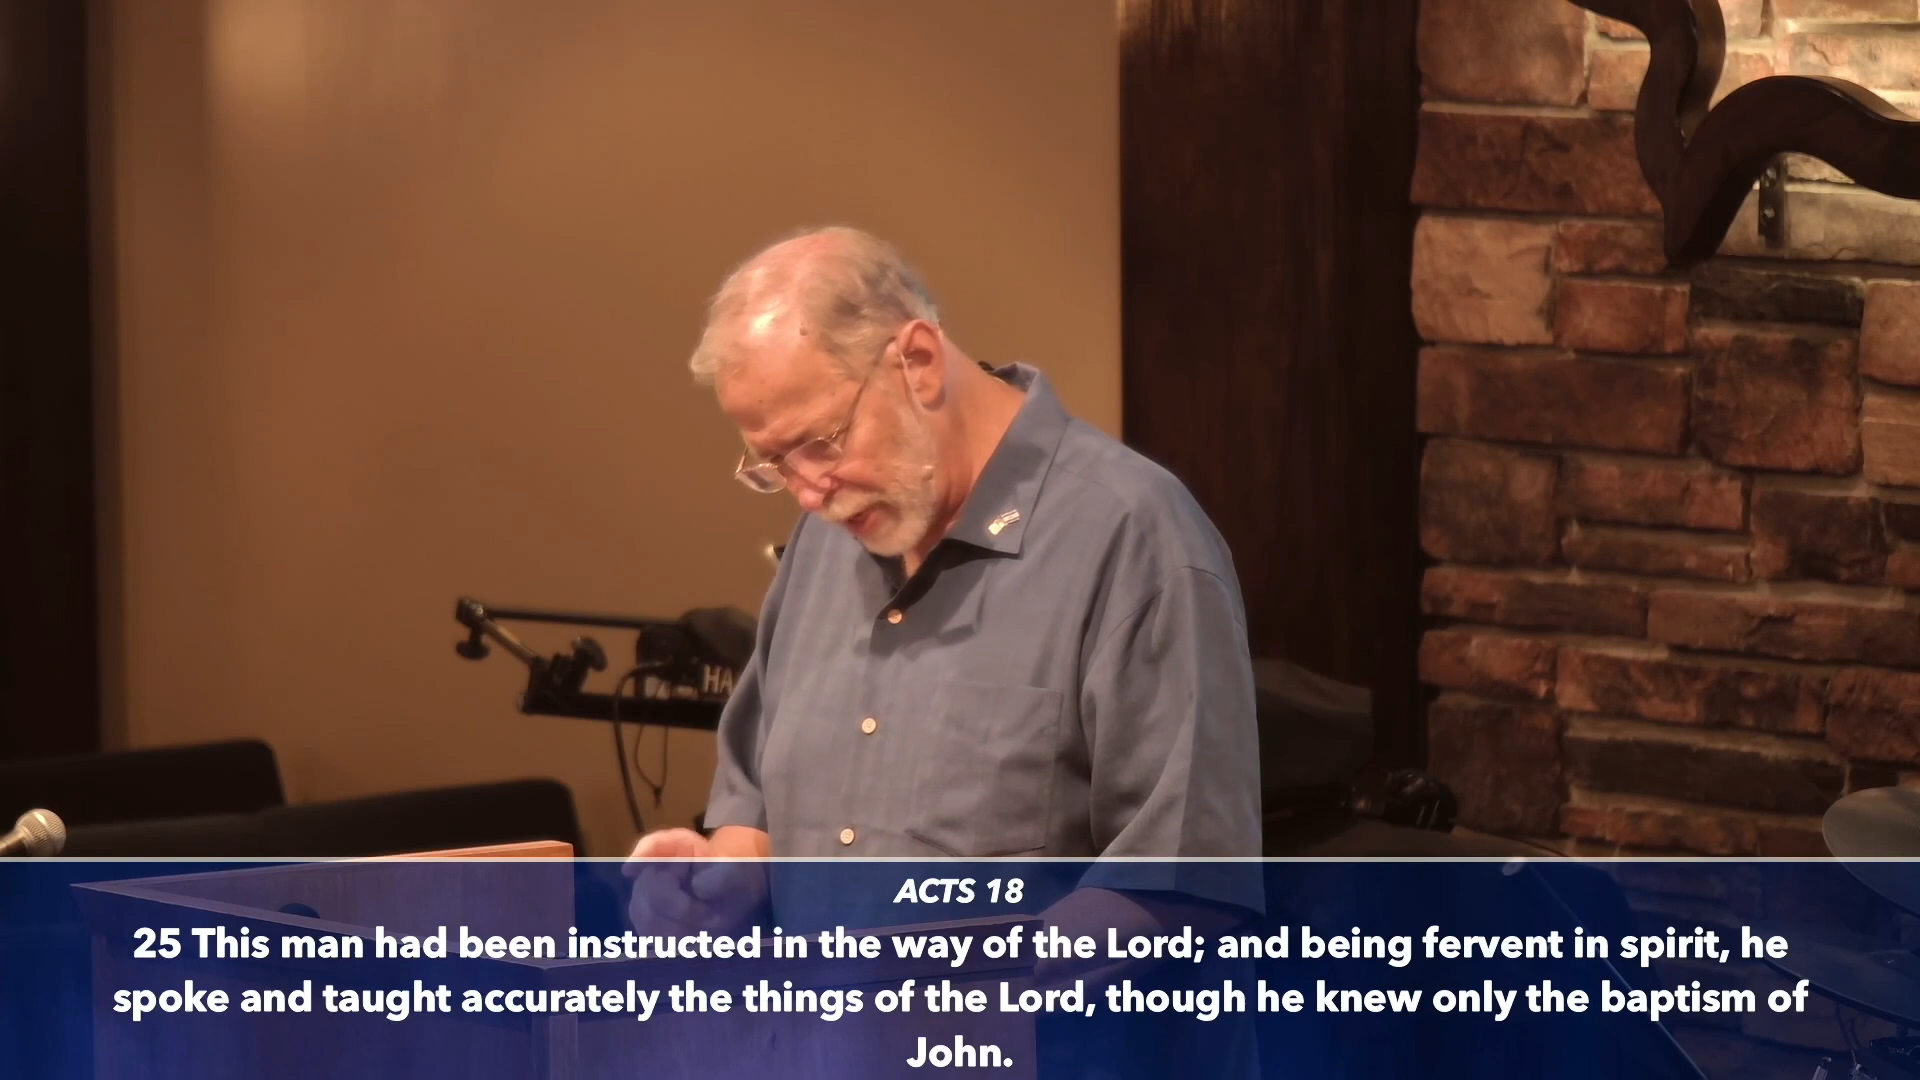 HA
ACTS 18
25 This man had been instructed in the way of the Lord; and being fervent in spirit, he
spoke and taught accurately the things of the Lord, though he knew only the baptism of
John.